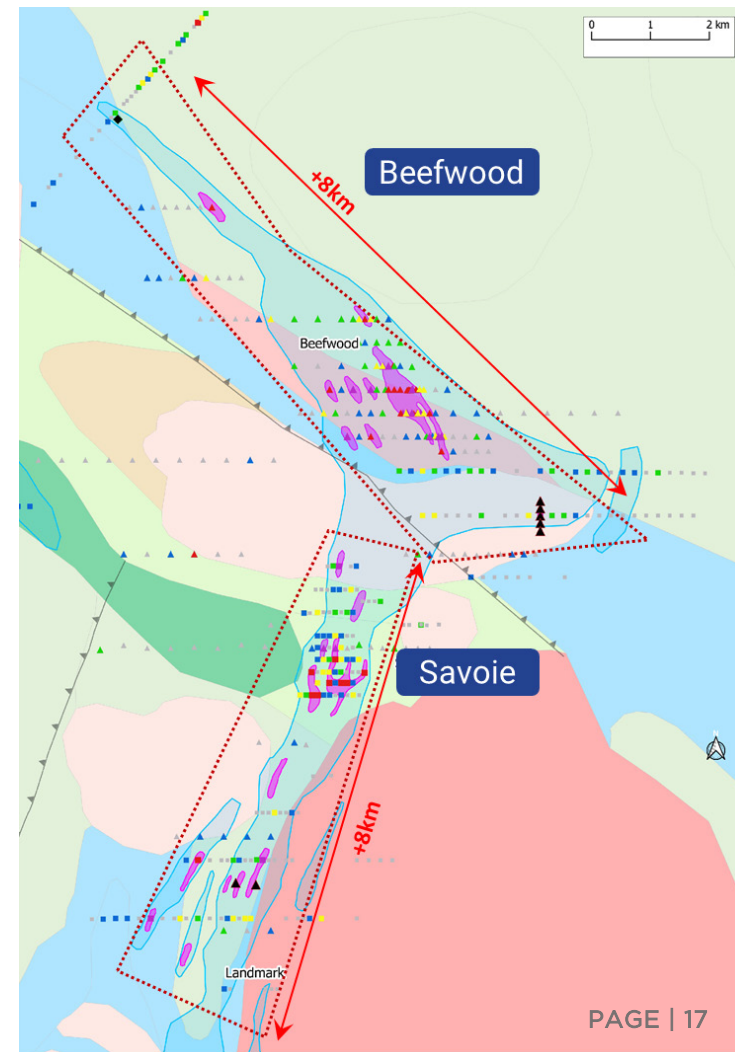 0 1 2 km
Beefwood
+8km
Beefwood
Savoie
+8km
Landmark
PAGE | 17